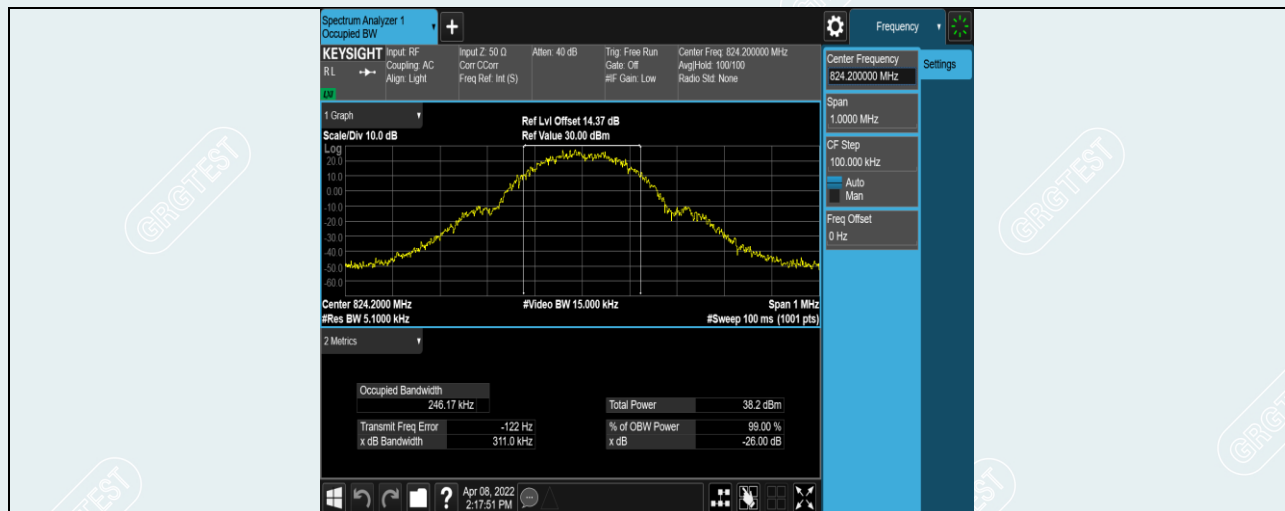 Spectrum Analyzer 1
Occupied BW
Frequency
KEYSIGHT
RL
LXI
Input: RF
Coupling: AC
Align: Light
Input Z: 50 Ω
Corr CCorr
Freq Ref: Int (S)
Atten: 40 dB
Trig: Free Run
Gate: Off
#IF Gain: Low
Center Freq: 824.200000 MHz
Avg|Hold: 100/100
Radio Std: None
Center Frequency
824.200000 MHz
Settings
Span
1.0000 MHz
CF Step
100.000 kHz
Auto
Man
Freq Offset
0 Hz
1 Graph
Ref Lvl Offset 14.37 dB
Scale/Div 10.0 dB
Ref Value 30.00 dBm
Log
20.0
10.0
0.00
-10.0
-20.0
-30.0
-40.0
-50.0
-60.0
Center 824.2000 MHz
#Video BW 15.000 kHz
Span 1 MHz
#Res BW 5.1000 kHz
#Sweep 100 ms (1001 pts)
2 Metrics
Occupied Bandwidth
246.17 kHz
Total Power 38.2 dBm
Transmit Freq Error -122 Hz
% of OBW Power 99.00 %
x dB Bandwidth 311.0 kHz
x dB -26.00 dB
?
Apr 08, 2022
2:17:51 PM
GRGTEST
GRGTEST
GRGTEST
GRGTEST